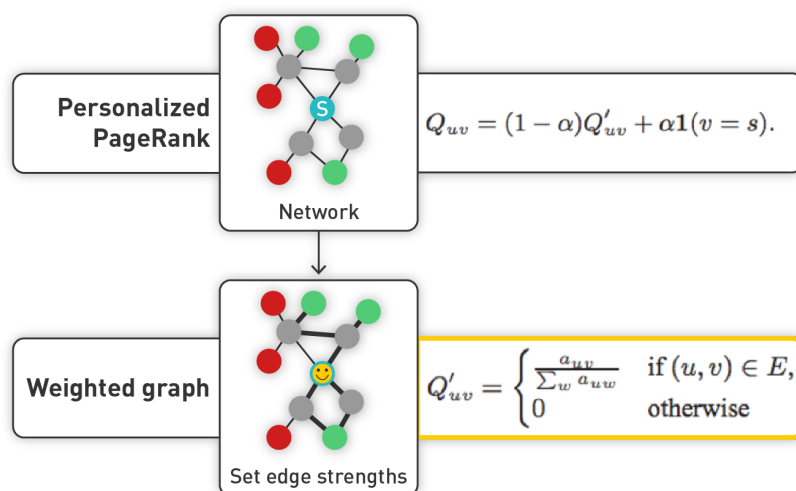 Personalized
PageRank
S
Network
Q_{uv} = (1 − α)Q′_{uv} + α1(v = s).
Weighted graph
Set edge strengths
Q′_{uv} = { a_{uv} / ∑_w a_{uw} if (u, v) ∈ E,
0 otherwise